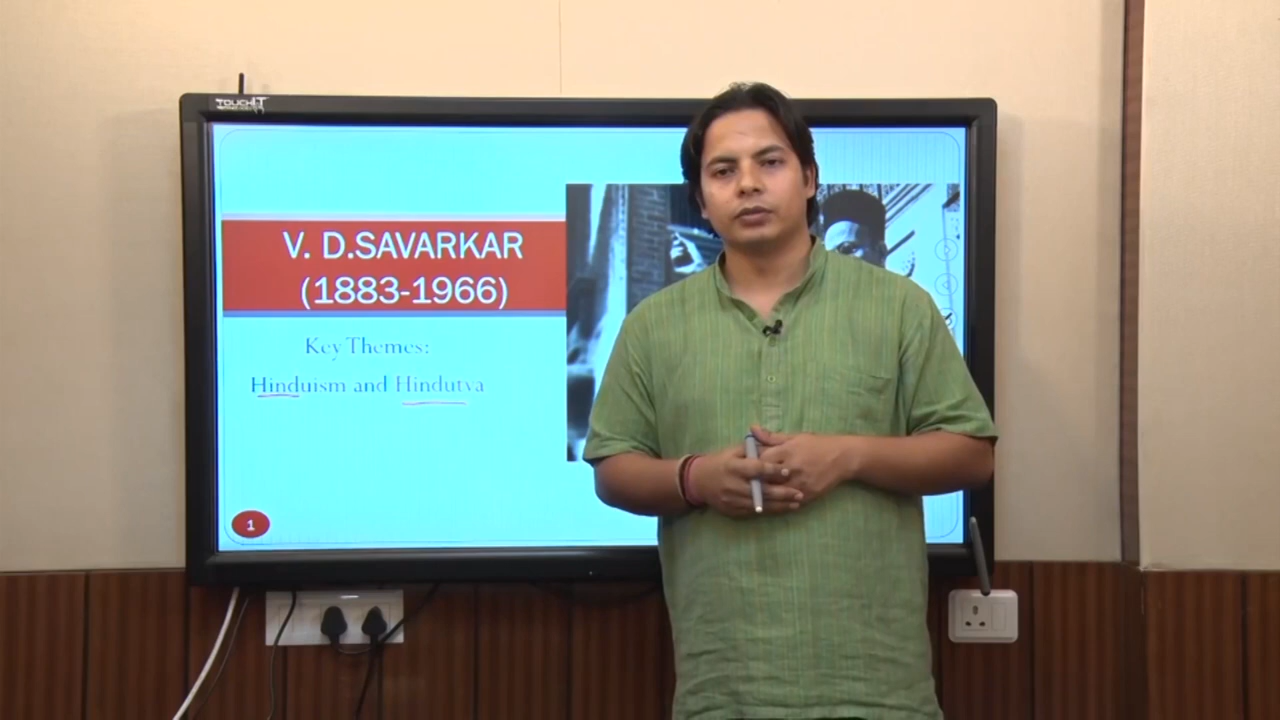 TOUCHIT
V. D.SAVARKAR
(1883-1966)
Key Themes:
Hinduism and Hindutva
1